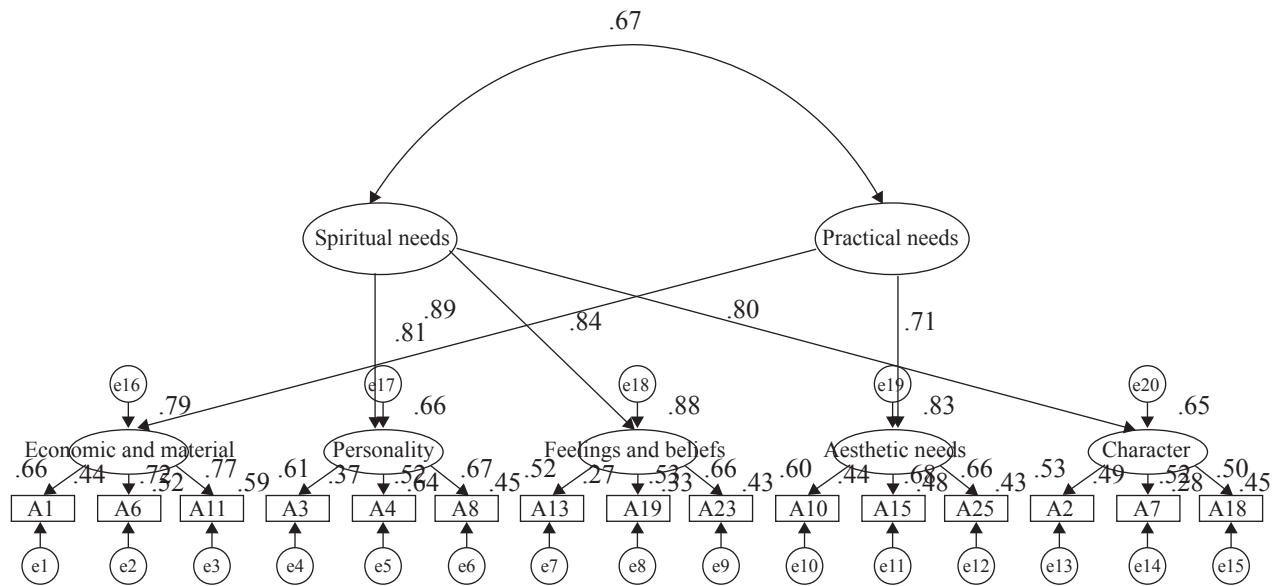 .67
Spiritual needs
Practical needs
.89
.80
.81
.84
.71
e16
e17
e18
e19
e20
.79
.66
.88
.83
.65
Economic and material
Personality
Feelings and beliefs
Aesthetic needs
Character
.66 .44 .72 .52 .77 .59
.61 .37 .52 .64 .67 .45
.52 .27 .53 .33 .66 .43
.60 .44 .68 .48 .66 .43
.53 .49 .52 .28 .50 .45
A1 A6 A11 A3 A4 A8 A13 A19 A23 A10 A15 A25 A2 A7 A18
e1 e2 e3 e4 e5 e6 e7 e8 e9 e10 e11 e12 e13 e14 e15